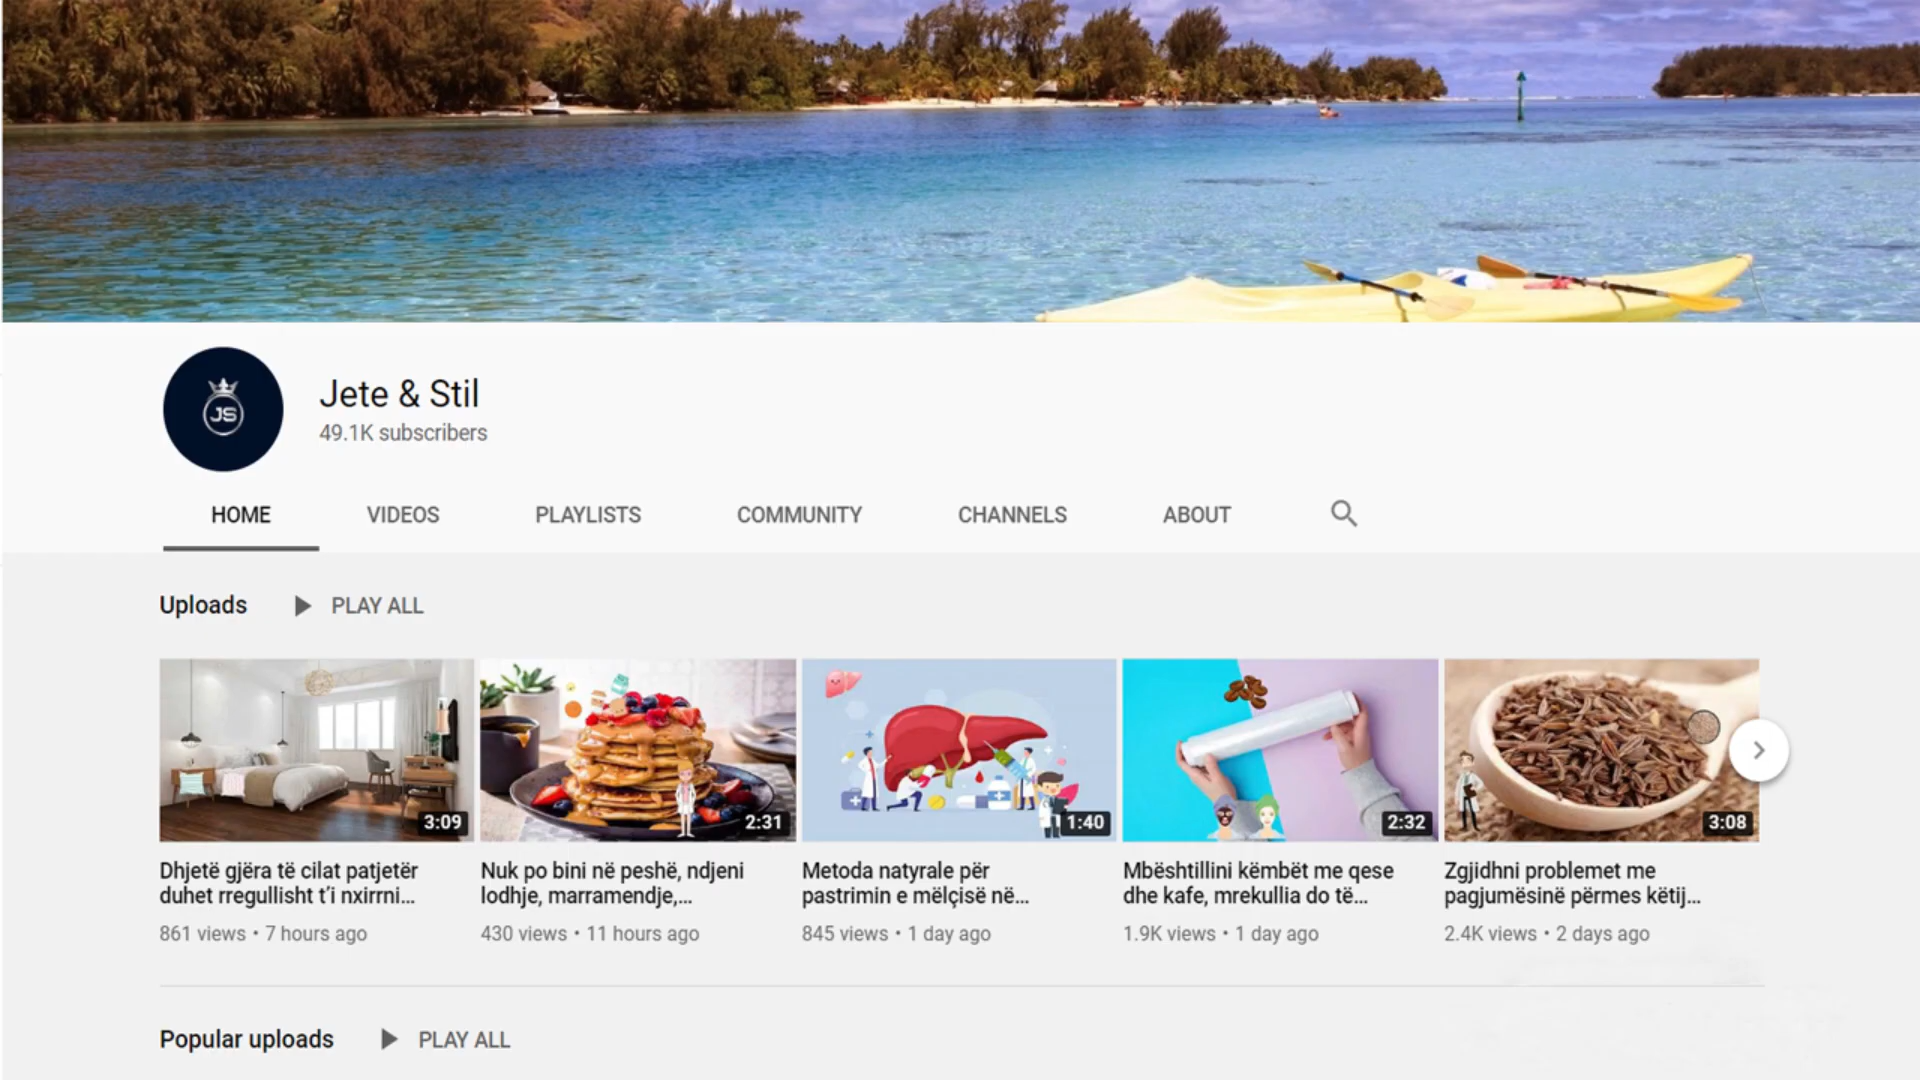 JS
Jete & Stil
49.1K subscribers
HOME VIDEOS PLAYLISTS COMMUNITY CHANNELS ABOUT
Uploads PLAY ALL
3:09 2:31 1:40 2:32 3:08
Dhjetë gjëra të cilat patjetër
duhet rregullisht t'i nxirrni...
861 views • 7 hours ago
Nuk po bini në peshë, ndjeni
lodhje, marramendje,...
430 views • 11 hours ago
Metoda natyrale për
pastrimin e mëlçisë në...
845 views • 1 day ago
Mbështillini këmbët me qese
dhe kafe, mrekullia do të...
1.9K views • 1 day ago
Zgjidhni problemet me
pagjumësinë përmes këtij...
2.4K views • 2 days ago
Popular uploads PLAY ALL